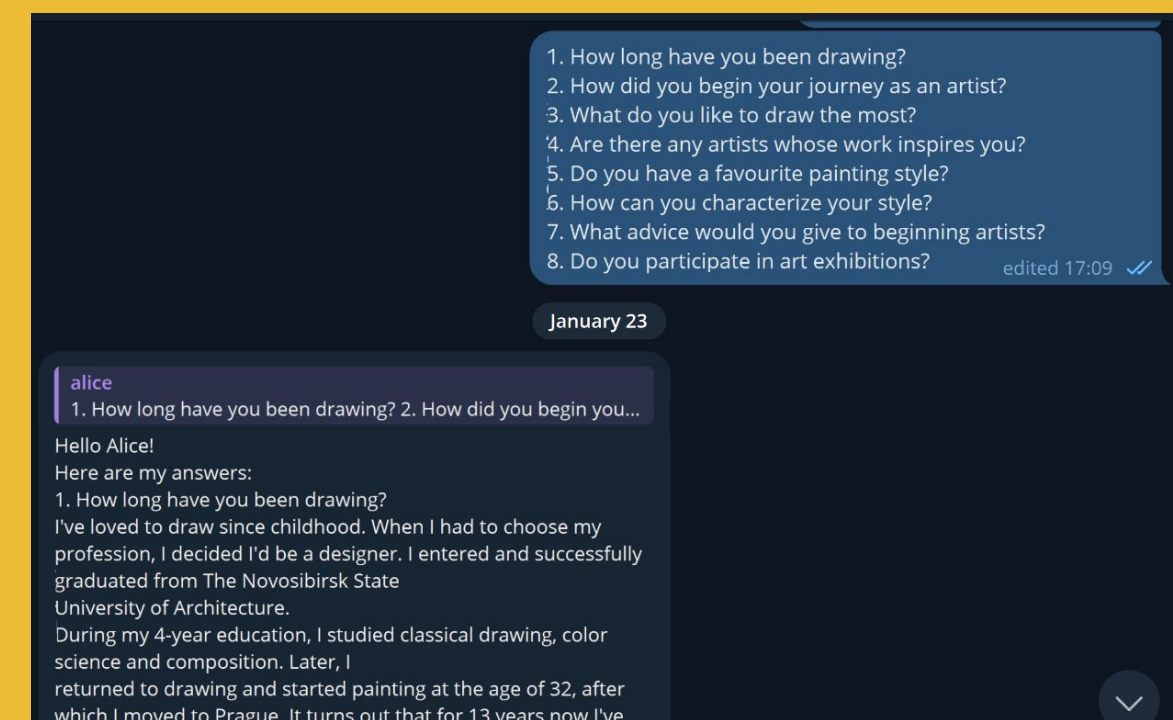 1. How long have you been drawing?
2. How did you begin your journey as an artist?
3. What do you like to draw the most?
4. Are there any artists whose work inspires you?
5. Do you have a favourite painting style?
6. How can you characterize your style?
7. What advice would you give to beginning artists?
8. Do you participate in art exhibitions?
edited 17:09
January 23
alice
1. How long have you been drawing? 2. How did you begin you...
Hello Alice!
Here are my answers:
1. How long have you been drawing?
I've loved to draw since childhood. When I had to choose my
profession, I decided I'd be a designer. I entered and successfully
graduated from The Novosibirsk State
University of Architecture.
During my 4-year education, I studied classical drawing, color
science and composition. Later, I
returned to drawing and started painting at the age of 32, after
which I moved to Prague. It turns out that for 13 years now I've